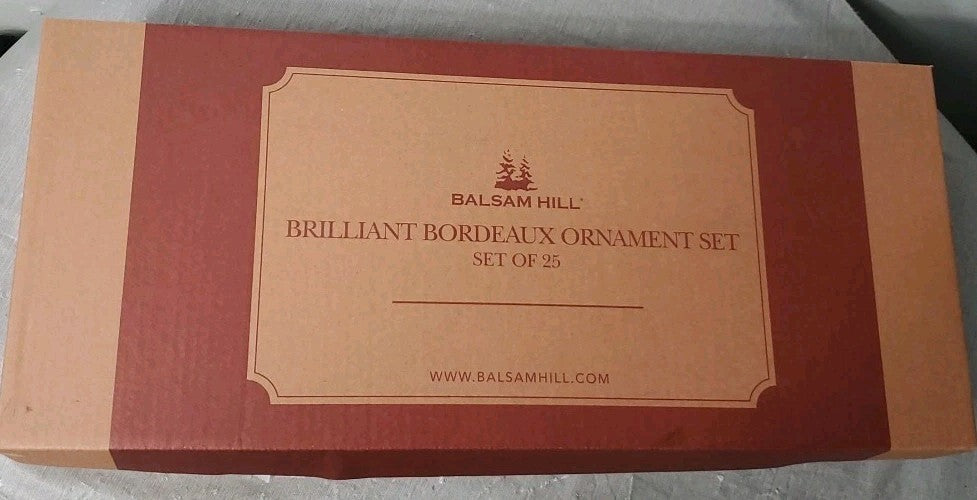 BALSAM HILL®
BRILLIANT BORDEAUX ORNAMENT SET
SET OF 25
WWW.BALSAMHILL.COM